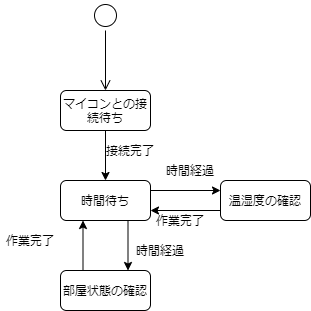 マイコンとの接
続待ち
接続完了
時間経過
時間待ち
温湿度の確認
作業完了
作業完了
時間経過
部屋状態の確認